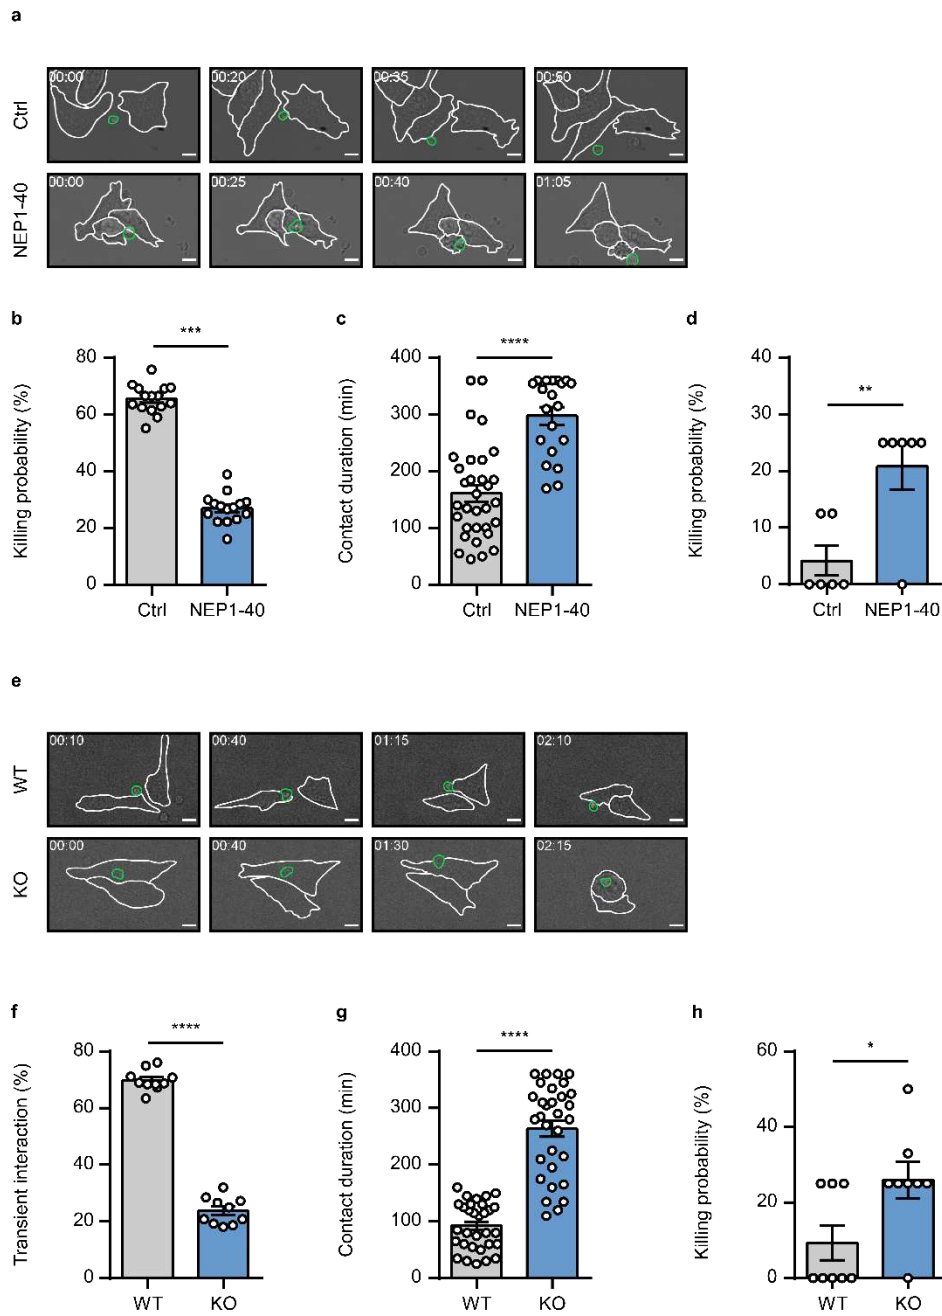 a
Ctrl
00:00
00:20
00:35
00:50
NEP1-40
00:00
00:25
00:40
01:05
b
***
Killing probability (%)
80
60
40
20
0
Ctrl
NEP1-40
c
****
Contact duration (min)
400
300
200
100
0
Ctrl
NEP1-40
d
**
Killing probability (%)
40
30
20
10
0
Ctrl
NEP1-40
e
WT
00:10
00:40
01:15
02:10
KO
00:00
00:40
01:30
02:15
f
****
Transient interaction (%)
80
60
40
20
0
WT
KO
g
****
Contact duration (min)
400
300
200
100
0
WT
KO
h
*
Killing probability (%)
60
40
20
0
WT
KO